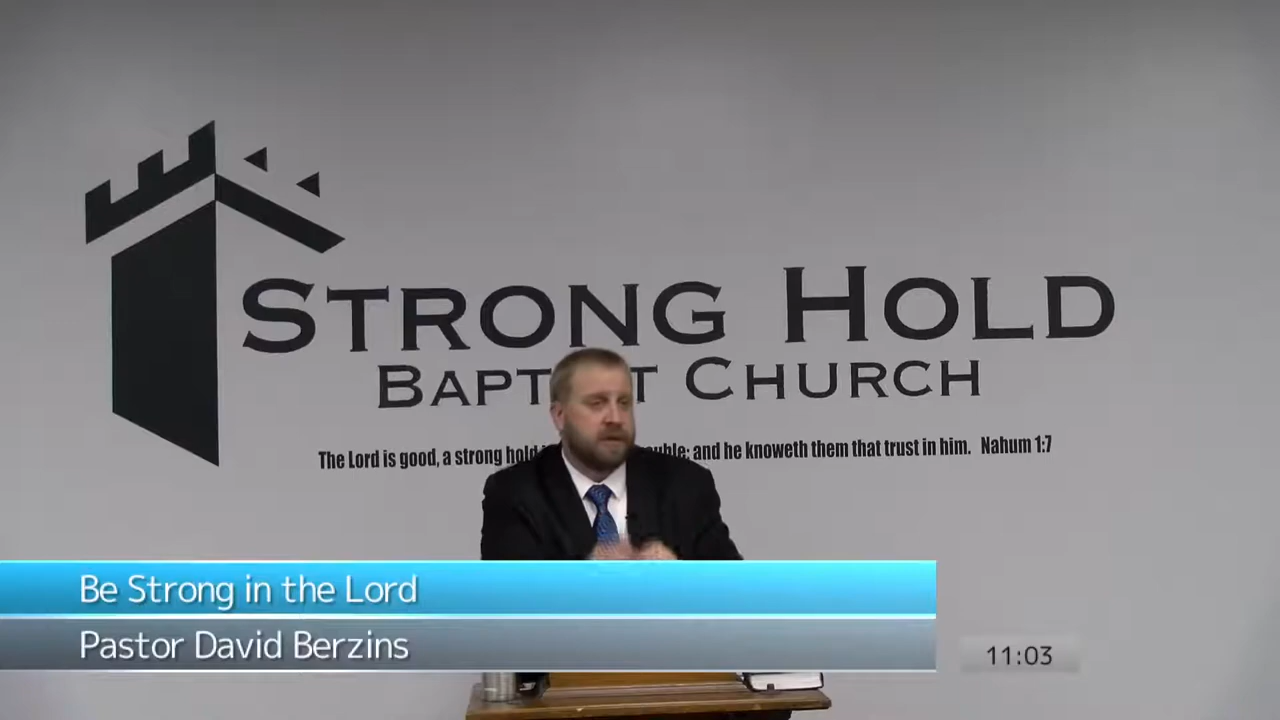 STRONG HOLD
BAPT T CHURCH
The Lord is good, a strong hold and he knoweth them that trust in him. Nahum 1:7
Be Strong in the Lord
Pastor David Berzins
11:03